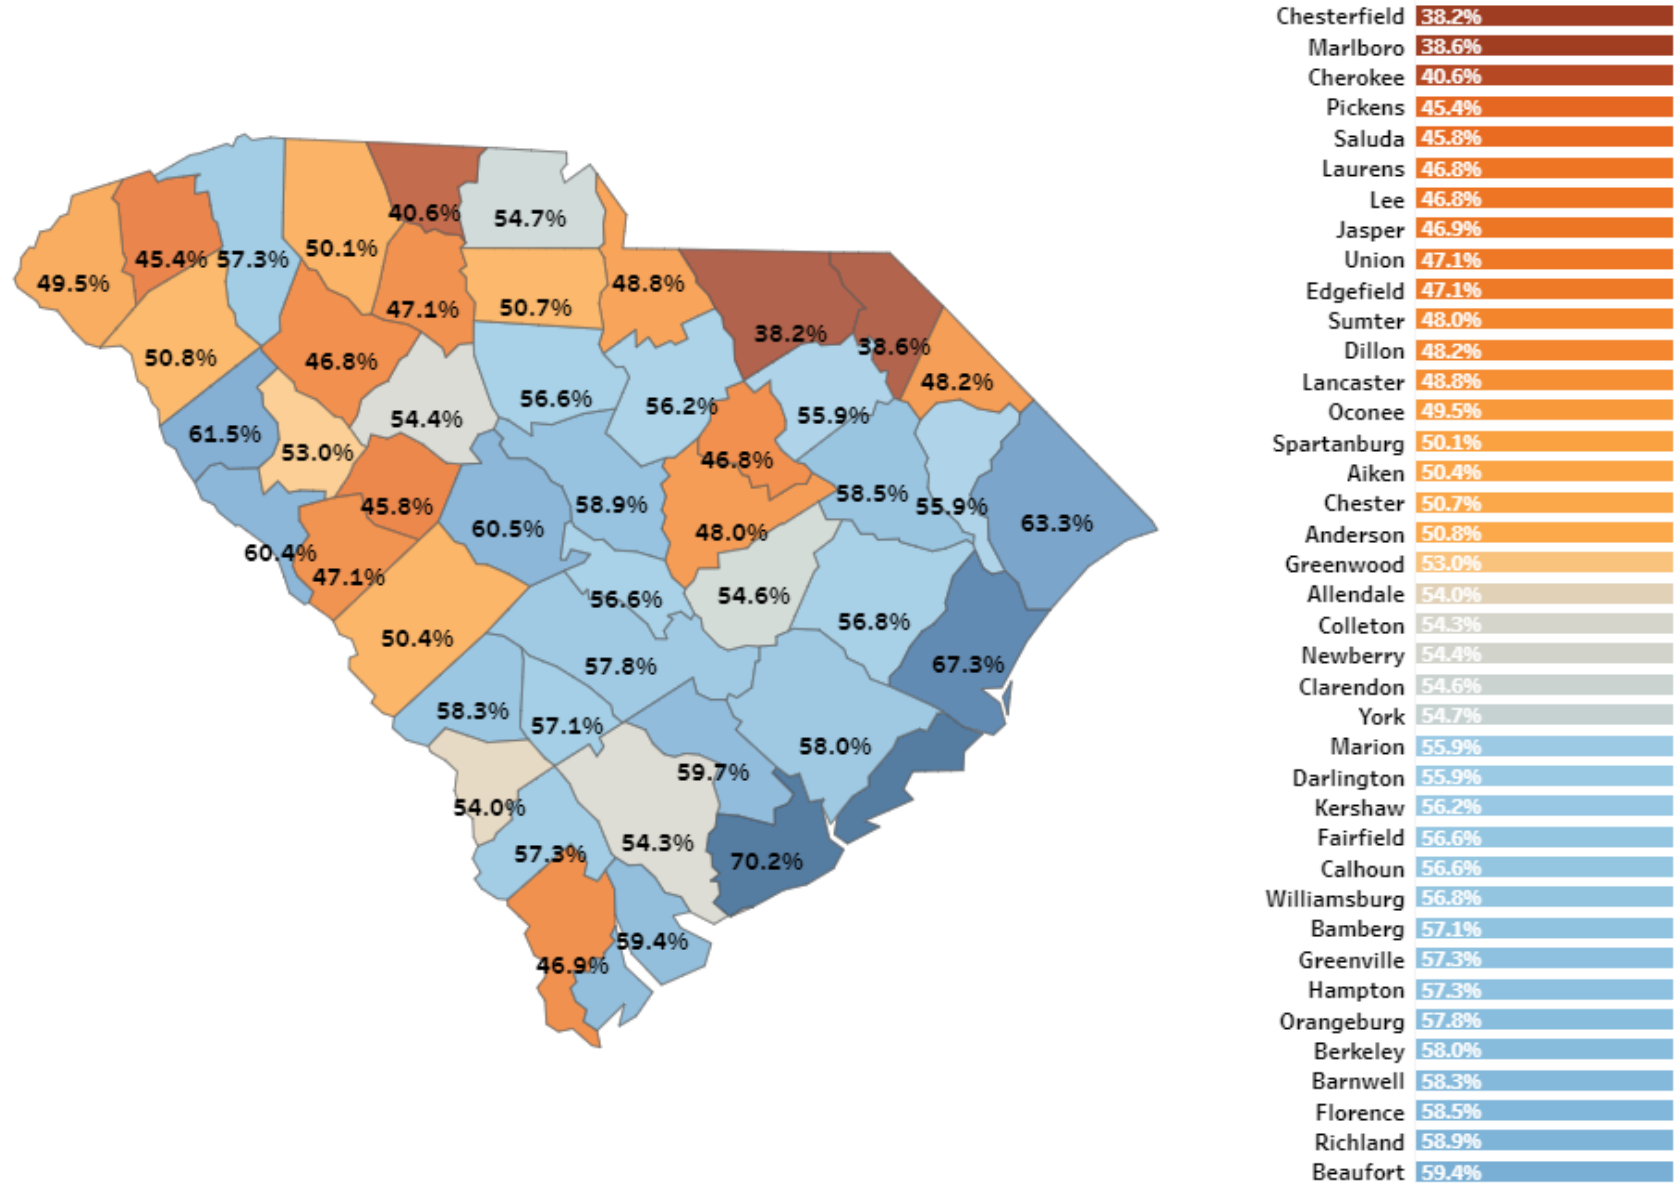 40.6%
54.7%
50.1%
45.4%
57.3%
49.5%
48.8%
47.1%
50.7%
38.2%
38.6%
50.8%
46.8%
48.2%
56.6%
56.2%
55.9%
54.4%
61.5%
53.0%
46.8%
58.5%
45.8%
58.9%
55.9%
63.3%
60.5%
48.0%
60.4%
47.1%
56.6%
54.6%
56.8%
50.4%
57.8%
67.3%
58.3%
57.1%
58.0%
59.7%
54.0%
54.3%
57.3%
70.2%
59.4%
46.9%
Chesterfield 38.2%
Marlboro 38.6%
Cherokee 40.6%
Pickens 45.4%
Saluda 45.8%
Laurens 46.8%
Lee 46.8%
Jasper 46.9%
Union 47.1%
Edgefield 47.1%
Sumter 48.0%
Dillon 48.2%
Lancaster 48.8%
Oconee 49.5%
Spartanburg 50.1%
Aiken 50.4%
Chester 50.7%
Anderson 50.8%
Greenwood 53.0%
Allendale 54.0%
Colleton 54.3%
Newberry 54.4%
Clarendon 54.6%
York 54.7%
Marion 55.9%
Darlington 55.9%
Kershaw 56.2%
Fairfield 56.6%
Calhoun 56.6%
Williamsburg 56.8%
Bamberg 57.1%
Greenville 57.3%
Hampton 57.3%
Orangeburg 57.8%
Berkeley 58.0%
Barnwell 58.3%
Florence 58.5%
Richland 58.9%
Beaufort 59.4%